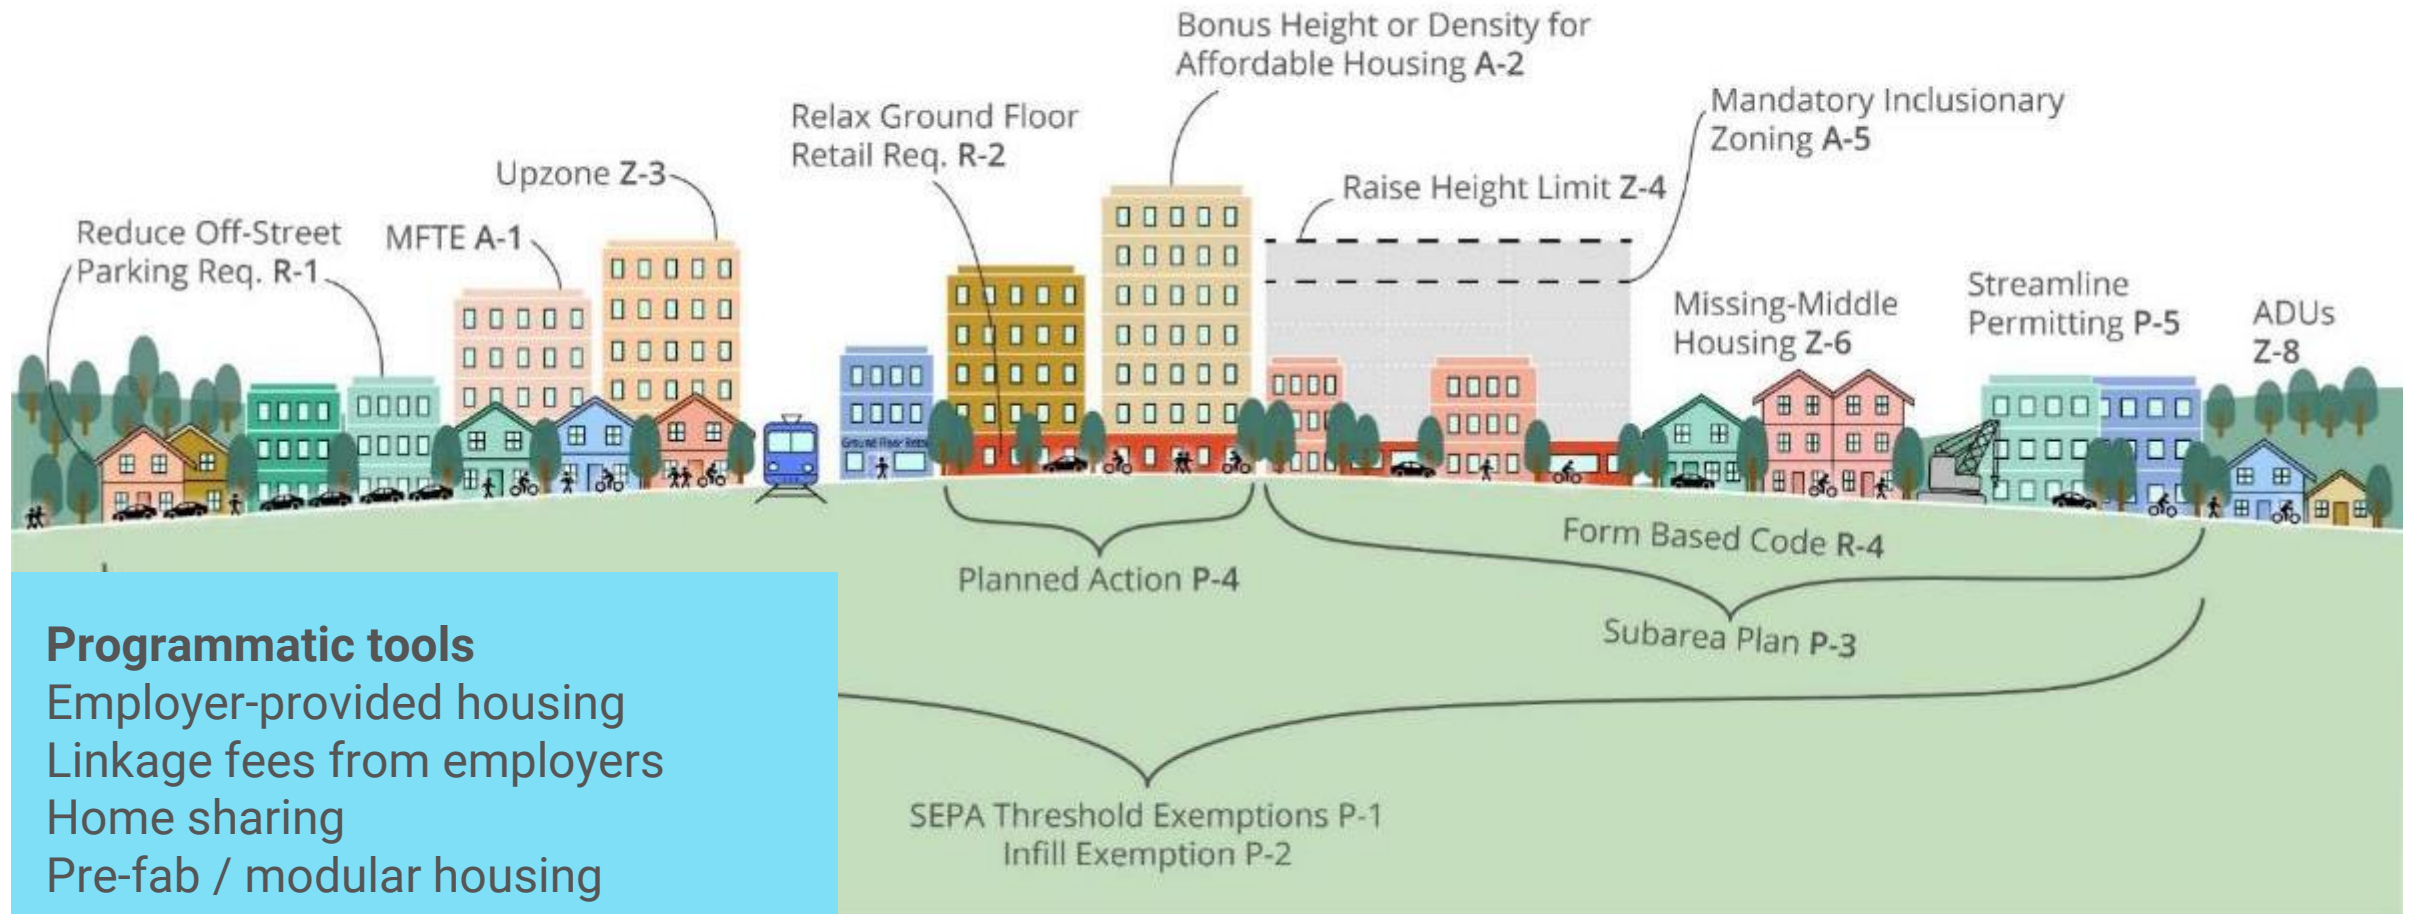 Bonus Height or Density for
Affordable Housing A-2
Mandatory Inclusionary
Zoning A-5
Relax Ground Floor
Retail Req. R-2
Upzone Z-3
Raise Height Limit Z-4
Reduce Off-Street
Parking Req. R-1
MFTE A-1
Missing-Middle
Housing Z-6
Streamline
Permitting P-5
ADUs
Z-8
Ground Floor Retail
Form Based Code R-4
Planned Action P-4
Subarea Plan P-3
SEPA Threshold Exemptions P-1
Infill Exemption P-2
Programmatic tools
Employer-provided housing
Linkage fees from employers
Home sharing
Pre-fab / modular housing